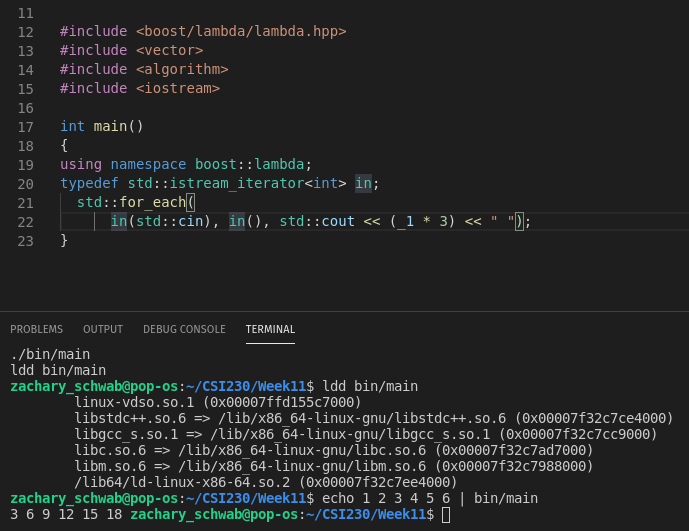 11
12 #include <boost/lambda/lambda.hpp>
13 #include <vector>
14 #include <algorithm>
15 #include <iostream>
16
17 int main()
18 {
19 using namespace boost::lambda;
20 typedef std::istream_iterator<int> in;
21 std::for_each(
22 in(std::cin), in(), std::cout << (_1 * 3) << " ");
23 }
PROBLEMS OUTPUT DEBUG CONSOLE TERMINAL
./bin/main
ldd bin/main
zachary_schwab@pop-os:~/CSI230/Week11$ ldd bin/main
linux-vdso.so.1 (0x00007ffd155c7000)
libstdc++.so.6 => /lib/x86_64-linux-gnu/libstdc++.so.6 (0x00007f32c7ce4000)
libgcc_s.so.1 => /lib/x86_64-linux-gnu/libgcc_s.so.1 (0x00007f32c7cc9000)
libc.so.6 => /lib/x86_64-linux-gnu/libc.so.6 (0x00007f32c7ad7000)
libm.so.6 => /lib/x86_64-linux-gnu/libm.so.6 (0x00007f32c7988000)
/lib64/ld-linux-x86-64.so.2 (0x00007f32c7ee4000)
zachary_schwab@pop-os:~/CSI230/Week11$ echo 1 2 3 4 5 6 | bin/main
3 6 9 12 15 18 zachary_schwab@pop-os:~/CSI230/Week11$